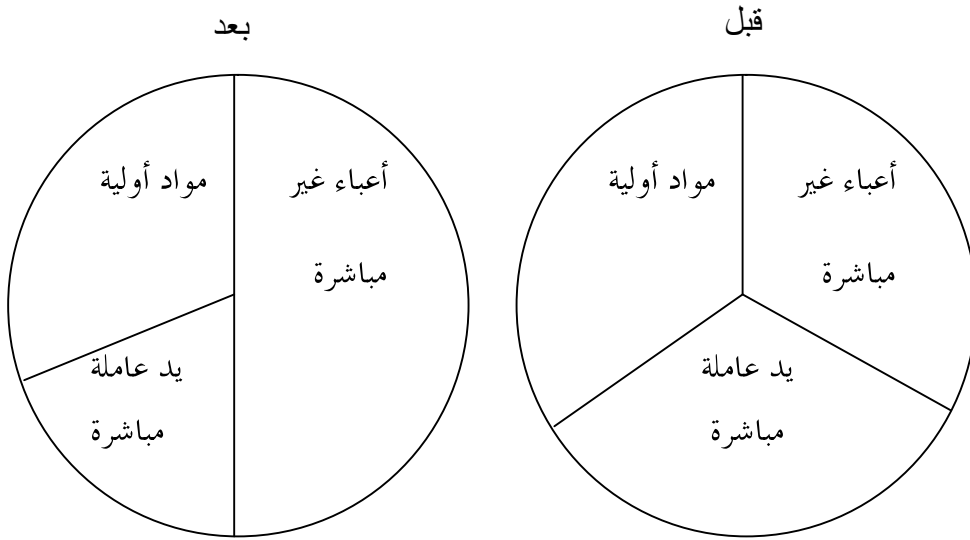 قبل
أعباء غير
مباشرة
مواد أولية
يد عاملة
مباشرة
بعد
أعباء غير
مباشرة
مواد أولية
يد عاملة
مباشرة